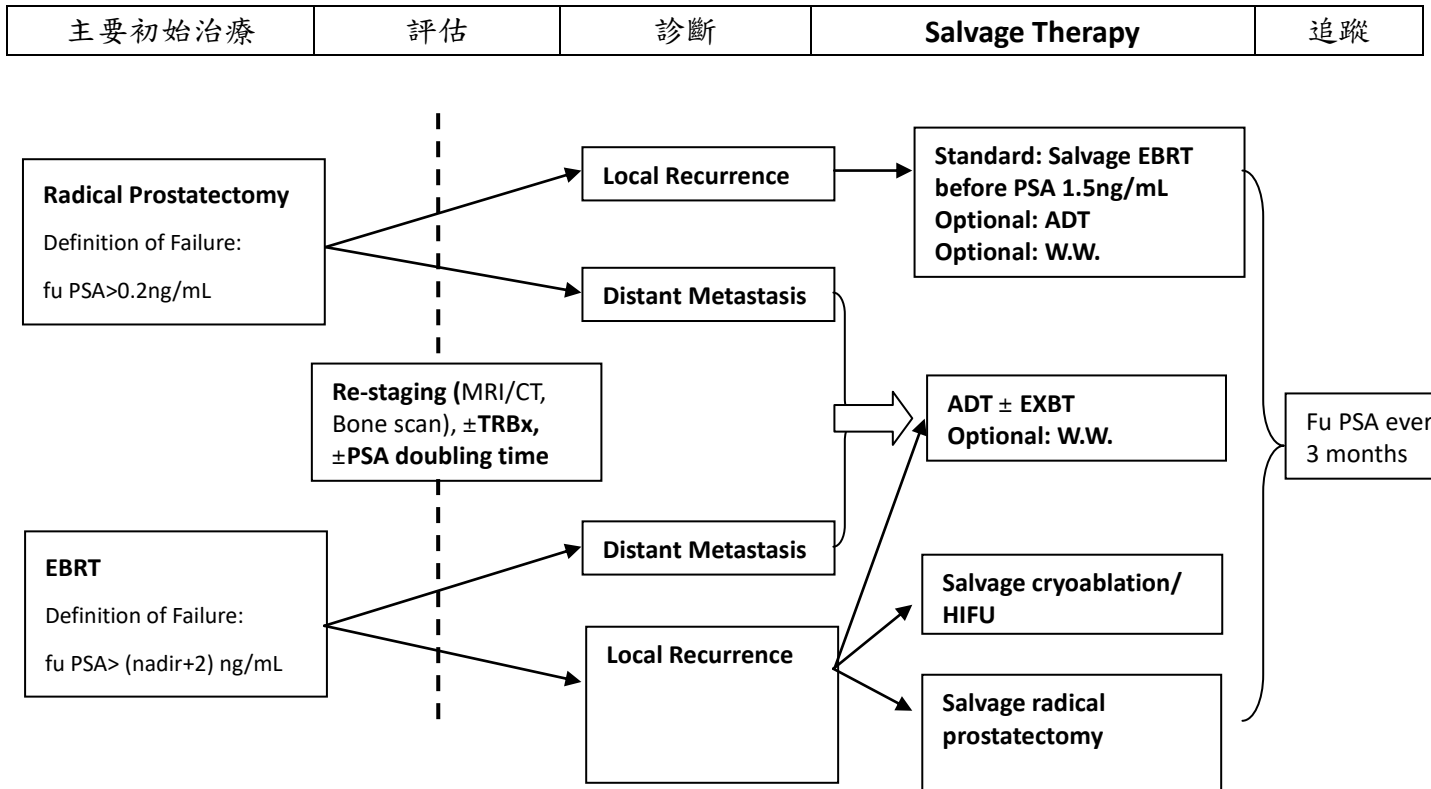 主要初始治療 評估 診斷 Salvage Therapy 追蹤
Radical Prostatectomy
Definition of Failure:
fu PSA>0.2ng/mL
Local Recurrence
Standard: Salvage EBRT
before PSA 1.5ng/mL
Optional: ADT
Optional: W.W.
Distant Metastasis
Re-staging (MRI/CT,
Bone scan), ±TRBx,
±PSA doubling time
ADT ± EXBT
Optional: W.W.
Fu PSA ever
3 months
EBRT
Definition of Failure:
fu PSA> (nadir+2) ng/mL
Distant Metastasis
Local Recurrence
Salvage cryoablation/
HIFU
Salvage radical
prostatectomy